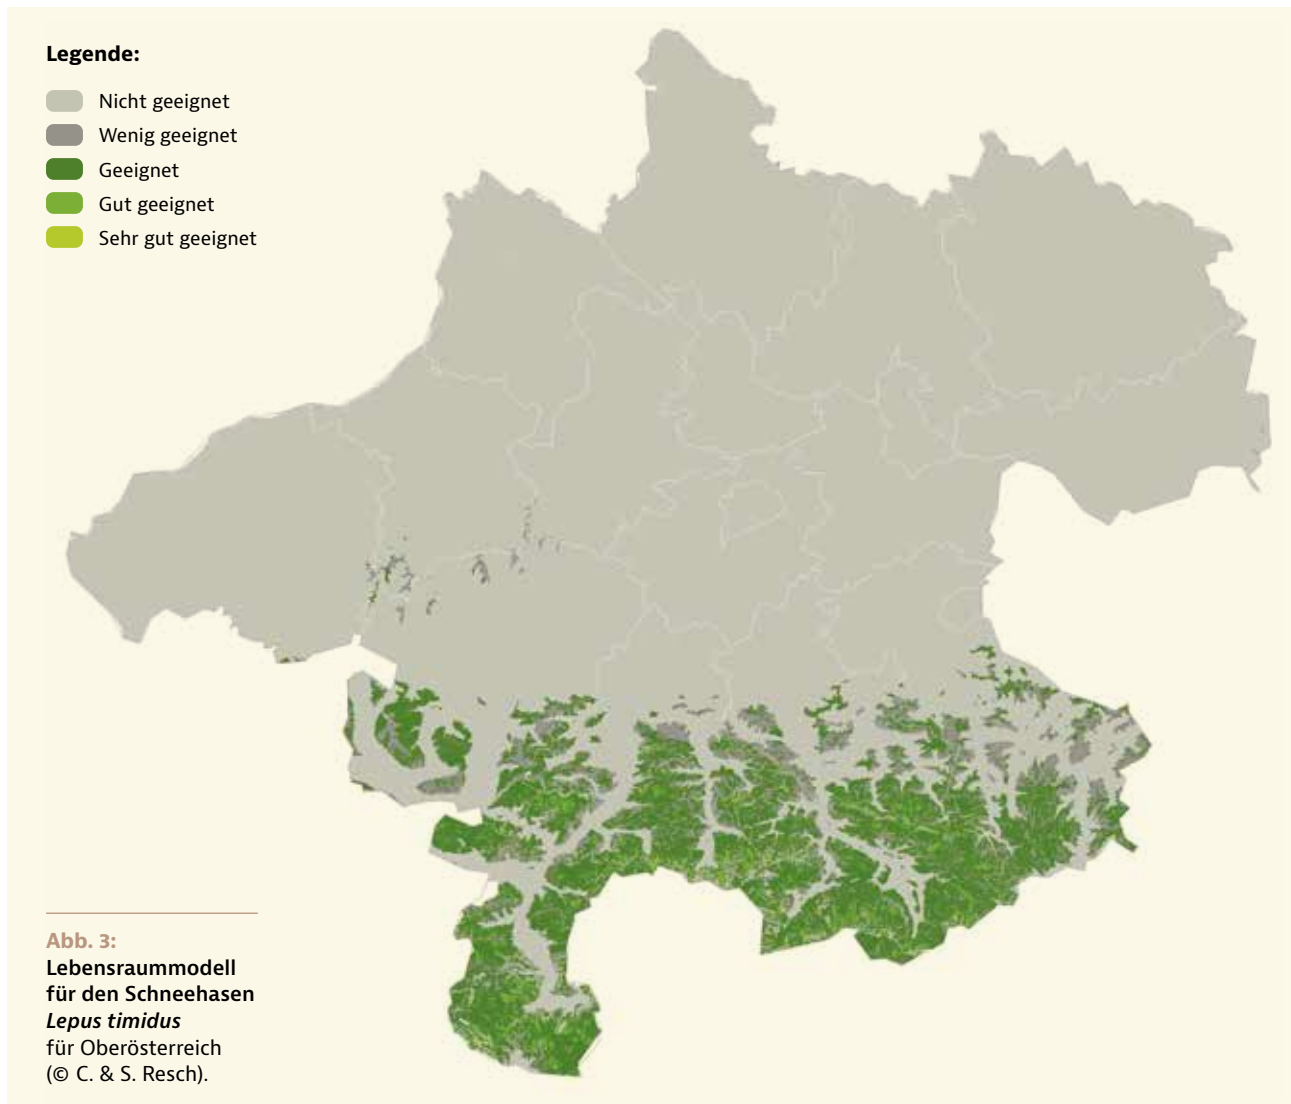 Legende:
Nicht geeignet
Wenig geeignet
Geeignet
Gut geeignet
Sehr gut geeignet
Abb. 3:
Lebensraummodell
für den Schneehasen
Lepus timidus
für Oberösterreich
(© C. & S. Resch).